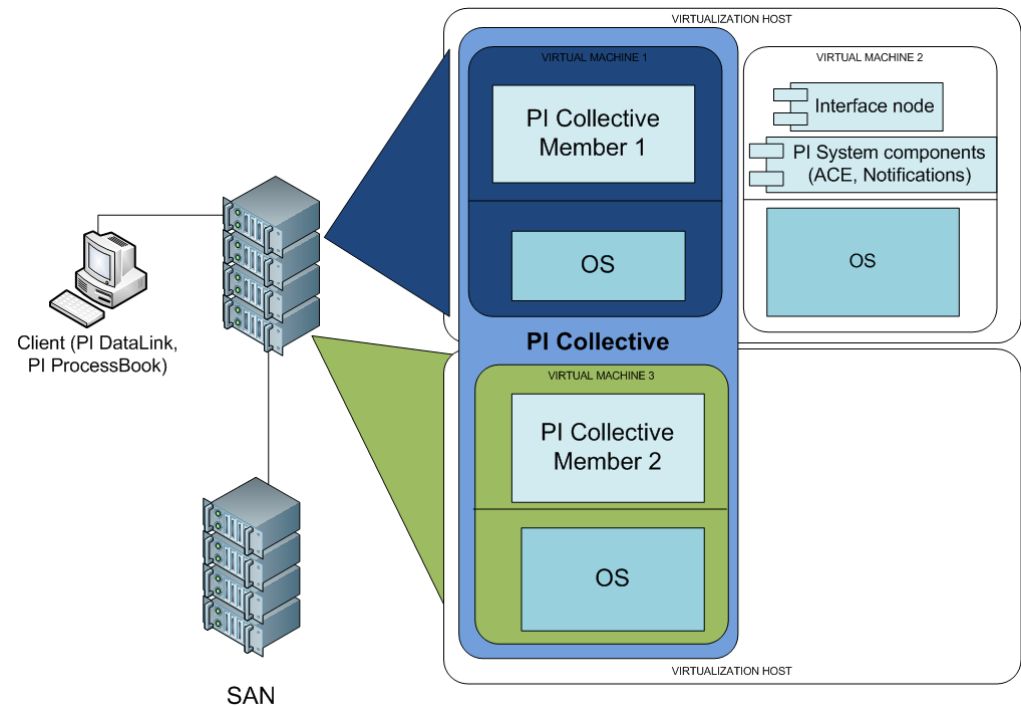 VIRTUALIZATION HOST
VIRTUAL MACHINE 1
PI Collective
Member 1
OS
VIRTUAL MACHINE 2
Interface node
PI System components
(ACE, Notifications)
OS
Client (PI DataLink,
PI ProcessBook)
PI Collective
VIRTUAL MACHINE 3
PI Collective
Member 2
OS
VIRTUALIZATION HOST
SAN